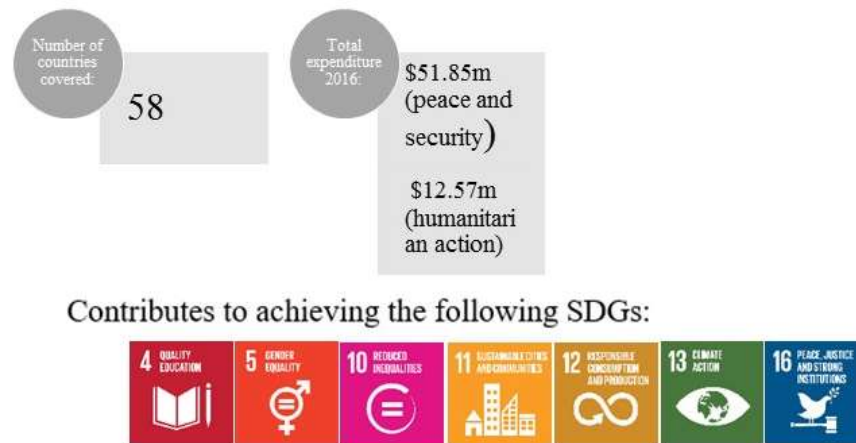 Number of
countries
covered:
58
Total
expenditure
2016:
$51.85m
(peace and
security)
$12.57m
(humanitari
an action)
Contributes to achieving the following SDGs:
4 QUALITY
EDUCATION
5 GENDER
EQUALITY
10 REDUCED
INEQUALITIES
11 SUSTAINABLE CITIES
AND COMMUNITIES
12 RESPONSIBLE
CONSUMPTION
AND PRODUCTION
13 CLIMATE
ACTION
16 PEACE, JUSTICE
AND STRONG
INSTITUTIONS